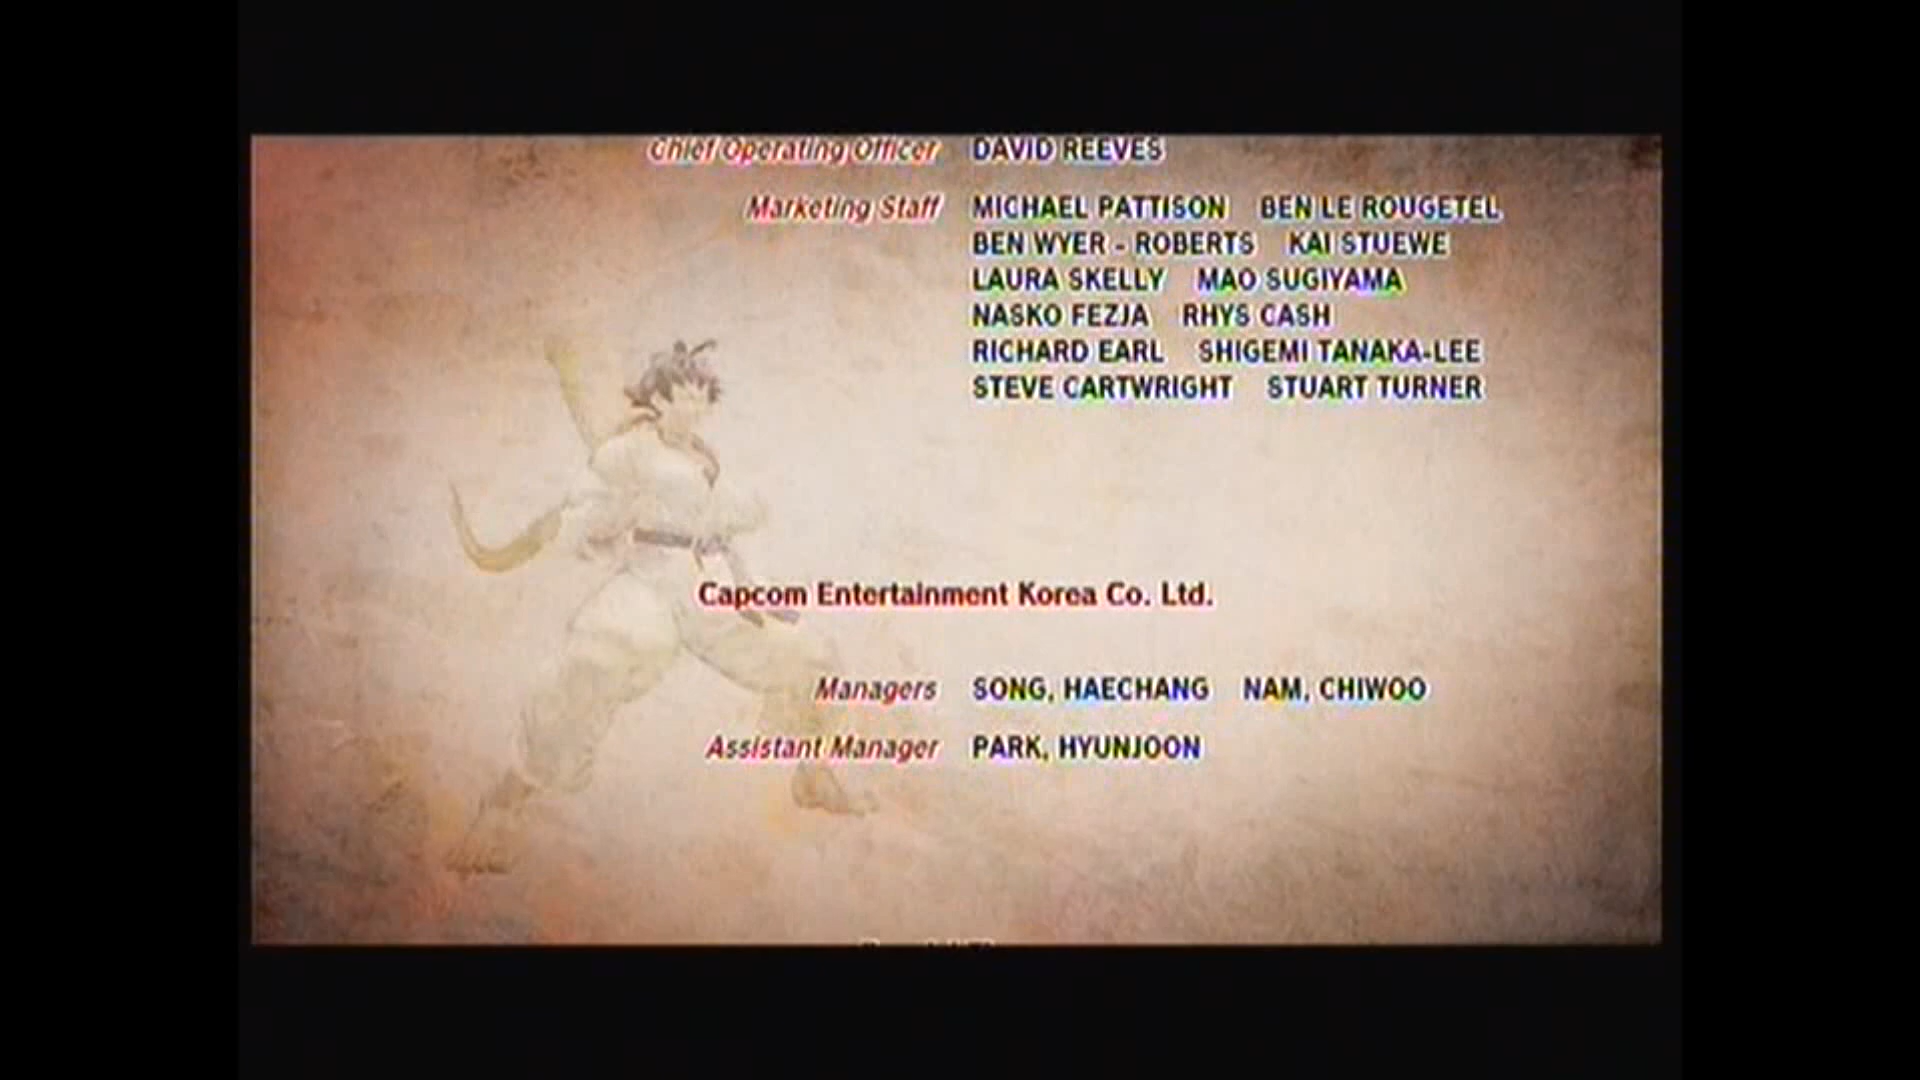 Chief Operating Officer DAVID REEVES
Marketing Staff MICHAEL PATTISON BEN LE ROUGETEL
BEN WYER - ROBERTS KAI STUEWE
LAURA SKELLY MAO SUGIYAMA
NASKO FEZJA RHYS CASH
RICHARD EARL SHIGEMI TANAKA-LEE
STEVE CARTWRIGHT STUART TURNER
Capcom Entertainment Korea Co. Ltd.
Managers SONG, HAECHANG NAM, CHIWOO
Assistant Manager PARK, HYUNJOON